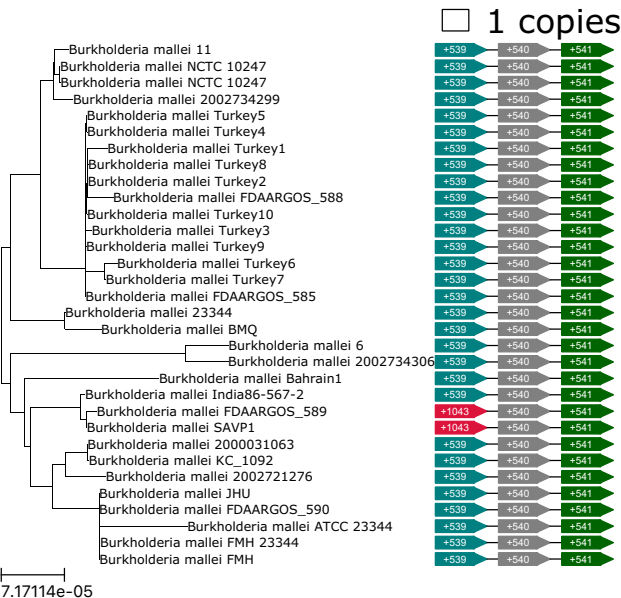 1 copies
Burkholderia mallei 11 +539 +540 +541
Burkholderia mallei NCTC 10247 +539 +540 +541
Burkholderia mallei NCTC 10247 +539 +540 +541
Burkholderia mallei 2002734299 +539 +540 +541
Burkholderia mallei Turkey5 +539 +540 +541
Burkholderia mallei Turkey4 +539 +540 +541
Burkholderia mallei Turkey1 +539 +540 +541
Burkholderia mallei Turkey8 +539 +540 +541
Burkholderia mallei Turkey2 +539 +540 +541
Burkholderia mallei FDAARGOS_588 +539 +540 +541
Burkholderia mallei Turkey10 +539 +540 +541
Burkholderia mallei Turkey3 +539 +540 +541
Burkholderia mallei Turkey9 +539 +540 +541
Burkholderia mallei Turkey6 +539 +540 +541
Burkholderia mallei Turkey7 +539 +540 +541
Burkholderia mallei FDAARGOS_585 +539 +540 +541
Burkholderia mallei 23344 +539 +540 +541
Burkholderia mallei BMQ +539 +540 +541
Burkholderia mallei 6 +539 +540 +541
Burkholderia mallei 2002734306 +539 +540 +541
Burkholderia mallei Bahrain1 +539 +540 +541
Burkholderia mallei India86-567-2 +539 +540 +541
Burkholderia mallei FDAARGOS_589 +1043 +540 +541
Burkholderia mallei SAVP1 +1043 +540 +541
Burkholderia mallei 2000031063 +539 +540 +541
Burkholderia mallei KC_1092 +539 +540 +541
Burkholderia mallei 2002721276 +539 +540 +541
Burkholderia mallei JHU +539 +540 +541
Burkholderia mallei FDAARGOS_590 +539 +540 +541
Burkholderia mallei ATCC 23344 +539 +540 +541
Burkholderia mallei FMH 23344 +539 +540 +541
Burkholderia mallei FMH +539 +540 +541
7.17114e-05